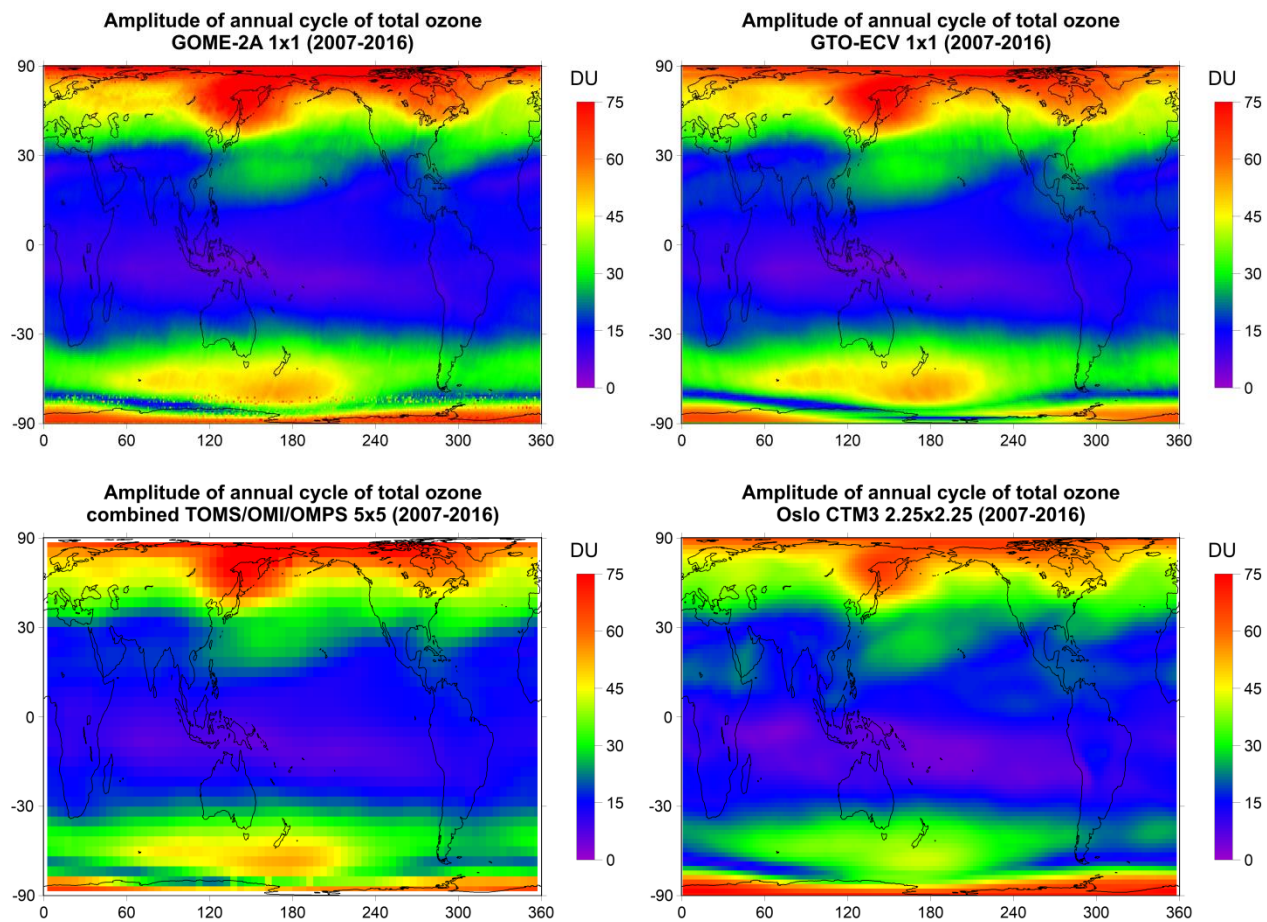 Amplitude of annual cycle of total ozone
GOME-2A 1x1 (2007-2016)
90
30
0
-30
-90
0 60 120 180 240 300 360
DU
75
60
45
30
15
0
Amplitude of annual cycle of total ozone
GTO-ECV 1x1 (2007-2016)
90
30
0
-30
-90
0 60 120 180 240 300 360
DU
75
60
45
30
15
0
Amplitude of annual cycle of total ozone
combined TOMS/OMI/OMPS 5x5 (2007-2016)
90
30
0
-30
-90
0 60 120 180 240 300 360
DU
75
60
45
30
15
0
Amplitude of annual cycle of total ozone
Oslo CTM3 2.25x2.25 (2007-2016)
90
30
0
-30
-90
0 60 120 180 240 300 360
DU
75
60
45
30
15
0